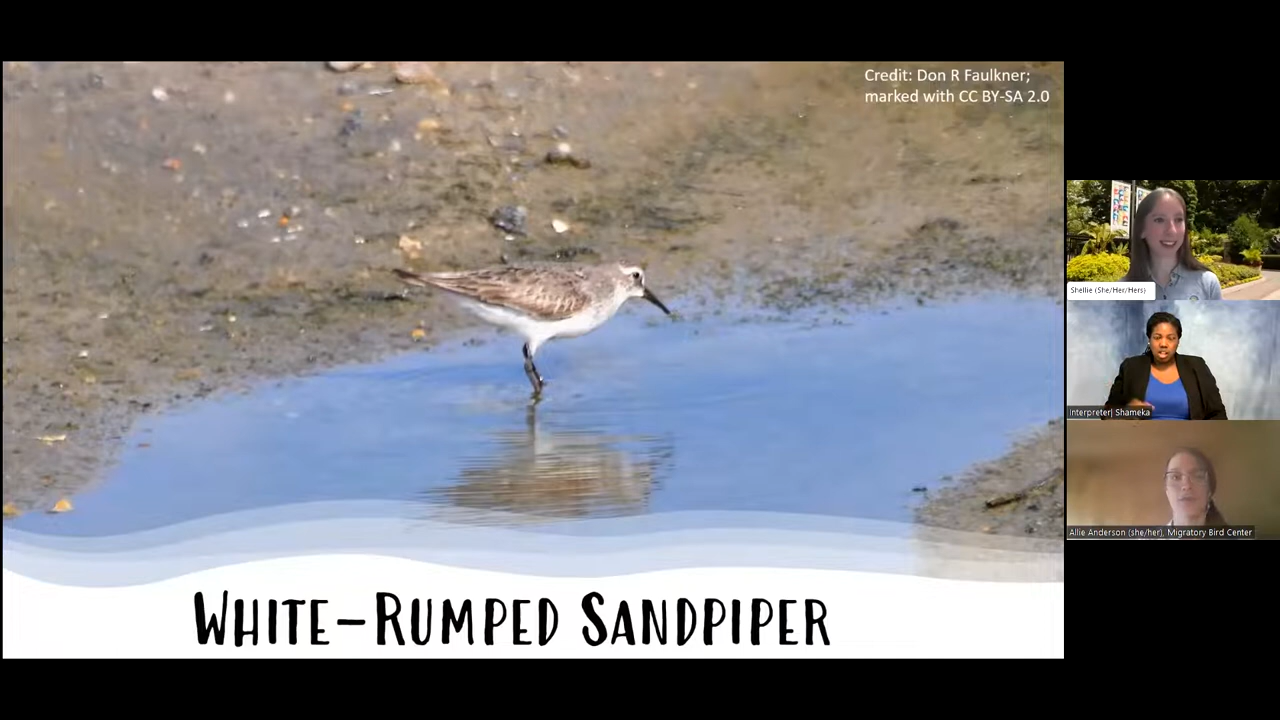 Credit: Don R Faulkner;
marked with CC BY-SA 2.0
WHITE-RUMPED SANDPIPER
Shellie (She/Her/Hers)
Interpreter| Shameka
Allie Anderson (she/her), Migratory Bird Center